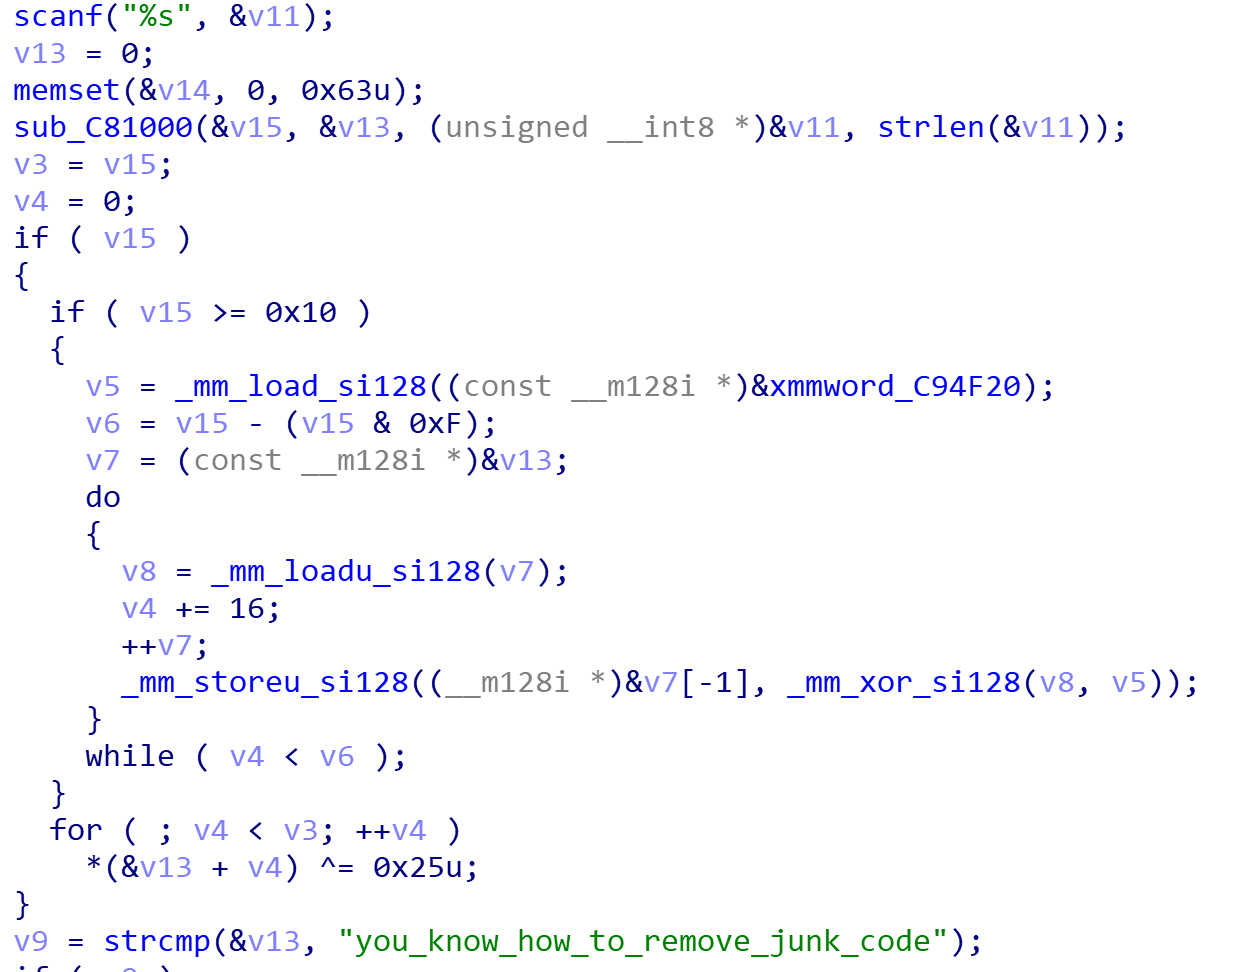 scanf("%s", &v11);
v13 = 0;
memset(&v14, 0, 0x63u);
sub_C81000(&v15, &v13, (unsigned __int8 *)&v11, strlen(&v11));
v3 = v15;
v4 = 0;
if ( v15 )
{
if ( v15 >= 0x10 )
{
v5 = _mm_load_si128((const __m128i *)&xmmword_C94F20);
v6 = v15 - (v15 & 0xF);
v7 = (const __m128i *)&v13;
do
{
v8 = _mm_loadu_si128(v7);
v4 += 16;
++v7;
_mm_storeu_si128((__m128i *)&v7[-1], _mm_xor_si128(v8, v5));
}
while ( v4 < v6 );
}
for ( ; v4 < v3; ++v4 )
*(&v13 + v4) ^= 0x25u;
}
v9 = strcmp(&v13, "you_know_how_to_remove_junk_code");